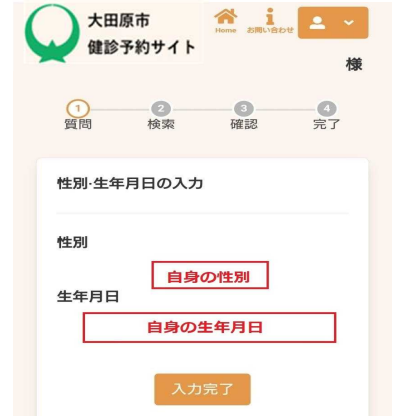 大田原市
健診予約サイト
Home お問い合わせ
様
1 2 3 4
質問 検索 確認 完了
性別・生年月日の入力
性別
自身の性別
生年月日
自身の生年月日
入力完了